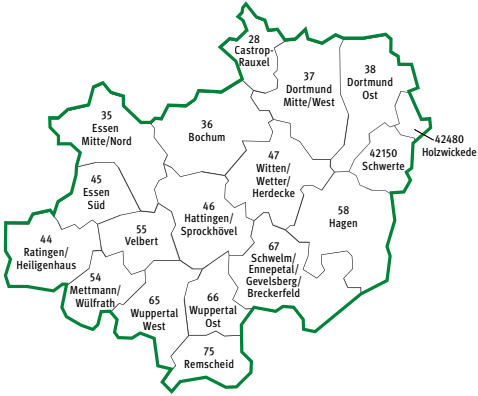 28
Castrop-
Rauxel
37
Dortmund
Mitte/West
38
Dortmund
Ost
35
Essen
Mitte/Nord
36
Bochum
42480
Holzwickede
47
Witten/
Wetter/
Herdecke
42150
Schwerte
45
Essen
Süd
46
Hattingen/
Sprockhövel
58
Hagen
44
Ratingen/
Heiligenhaus
55
Velbert
67
Schwelm/
Ennepetal/
Gevelsberg/
Breckerfeld
54
Mettmann/
Wülfrath
65
Wuppertal
West
66
Wuppertal
Ost
75
Remscheid